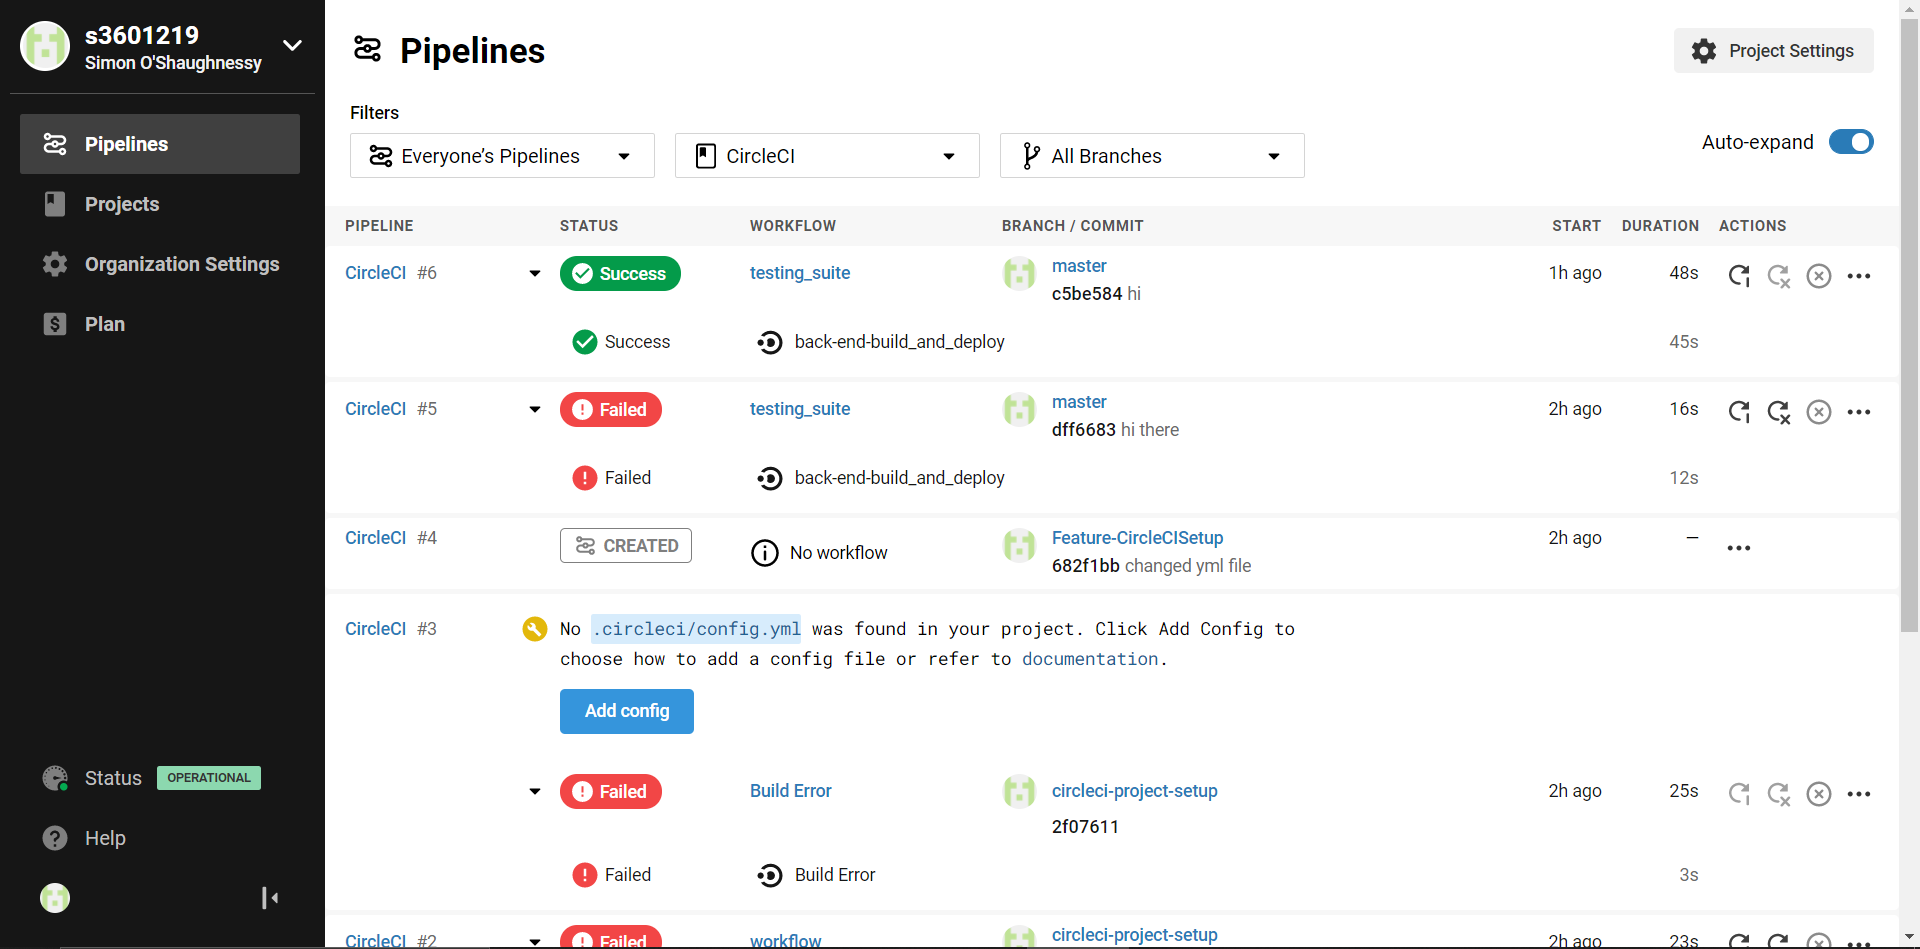 s3601219
Simon O'Shaughnessy
Pipelines
Projects
Organization Settings
Plan
Status OPERATIONAL
Help
Pipelines
Project Settings
Filters
Everyone’s Pipelines
CircleCI
All Branches
Auto-expand
PIPELINE STATUS WORKFLOW BRANCH / COMMIT START DURATION ACTIONS
CircleCI #6 Success testing_suite master 1h ago 48s
c5be584 hi
Success back-end-build_and_deploy 45s
CircleCI #5 Failed testing_suite master 2h ago 16s
dff6683 hi there
Failed back-end-build_and_deploy 12s
CircleCI #4 CREATED No workflow Feature-CircleCISetup 2h ago —
682f1bb changed yml file
CircleCI #3 No .circleci/config.yml was found in your project. Click Add Config to
choose how to add a config file or refer to documentation.
Add config
Failed Build Error circleci-project-setup 2h ago 25s
2f07611
Failed Build Error 3s
CircleCI #2 Failed workflow circleci-project-setup 2h ago 23s